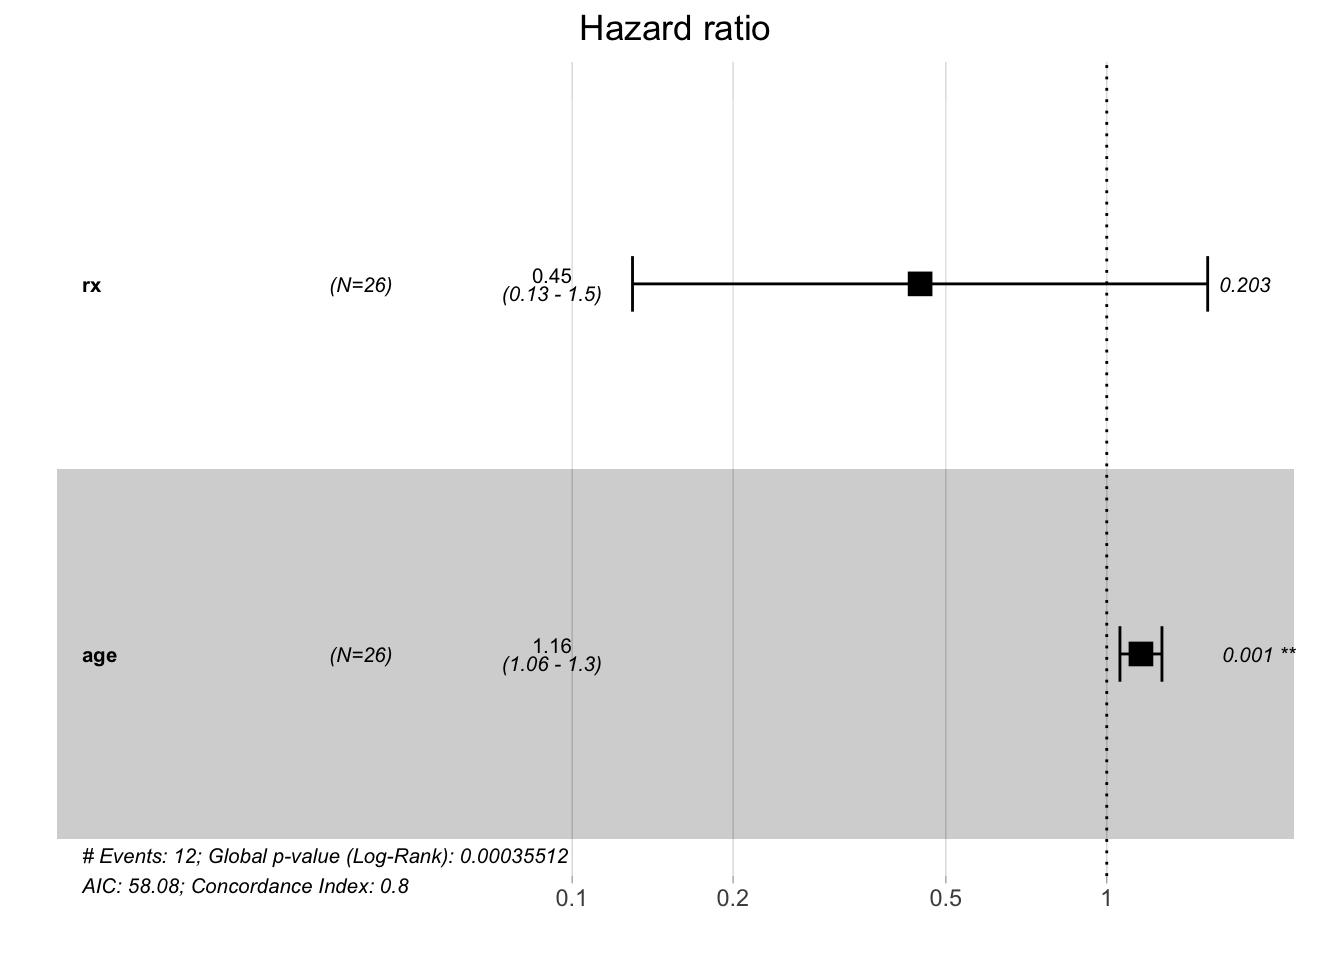 Hazard ratio
rx (N=26) 0.45 0.203
(0.13 - 1.5)
age (N=26) 1.16 0.001 **
(1.06 - 1.3)
# Events: 12; Global p-value (Log-Rank): 0.00035512
AIC: 58.08; Concordance Index: 0.8
0.1 0.2 0.5 1